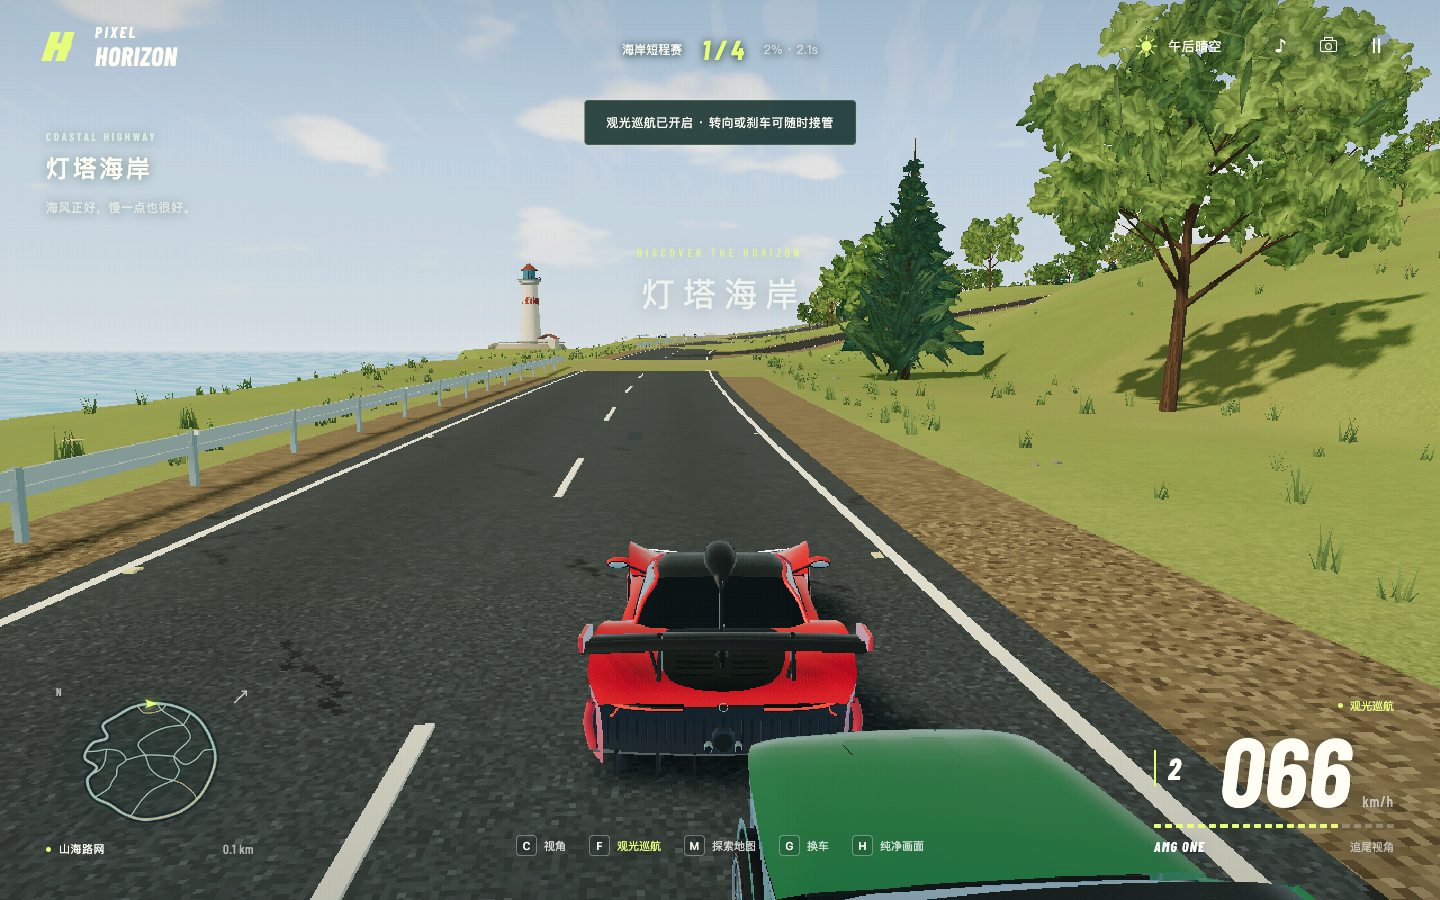 PIXEL
HORIZON
海岸短程赛 1/4 2% · 2.1s
午后晴空
观光巡航已开启 · 转向或刹车可随时接管
COASTAL HIGHWAY
灯塔海岸
海风正好，慢一点也很好。
DISCOVER THE HORIZON
灯塔海岸
N
山海路网 0.1 km
C 视角 F 观光巡航 M 探索地图 G 换车 H 纯净画面
观光巡航
2 066 km/h
AMG ONE 追尾视角